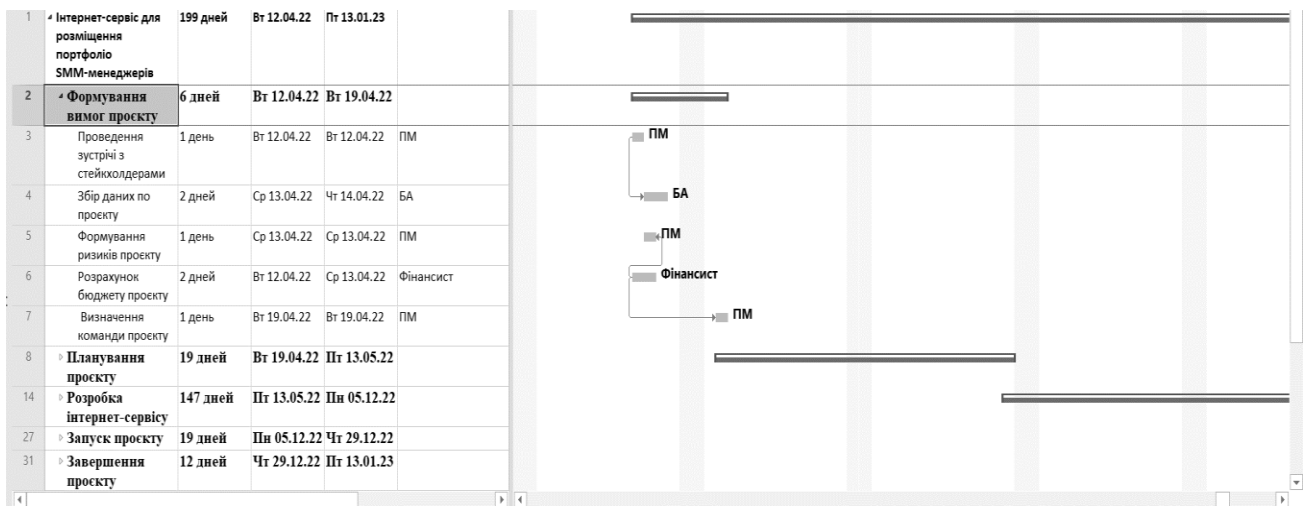 1 Інтернет-сервіс для 199 дней Вт 12.04.22 Пт 13.01.23
розміщення
портфоліо
SMM-менеджерів
2 Формування 6 дней Вт 12.04.22 Вт 19.04.22
вимог проєкту
3 Проведення 1 день Вт 12.04.22 Вт 12.04.22 ПМ ПМ
зустрічі з
стейкхолдерами
4 Збір даних по 2 дней Ср 13.04.22 Чт 14.04.22 БА БА
проєкту
5 Формування 1 день Ср 13.04.22 Ср 13.04.22 ПМ ПМ
ризиків проєкту
6 Розрахунок 2 дней Вт 12.04.22 Ср 13.04.22 Фінансист Фінансист
бюджету проєкту
7 Визначення 1 день Вт 19.04.22 Вт 19.04.22 ПМ ПМ
команди проєкту
8 Планування 19 дней Вт 19.04.22 Пт 13.05.22
проєкту
14 Розробка 147 дней Пт 13.05.22 Пн 05.12.22
інтернет-сервісу
27 Запуск проєкту 19 дней Пн 05.12.22 Чт 29.12.22
31 Завершення 12 дней Чт 29.12.22 Пт 13.01.23
проєкту